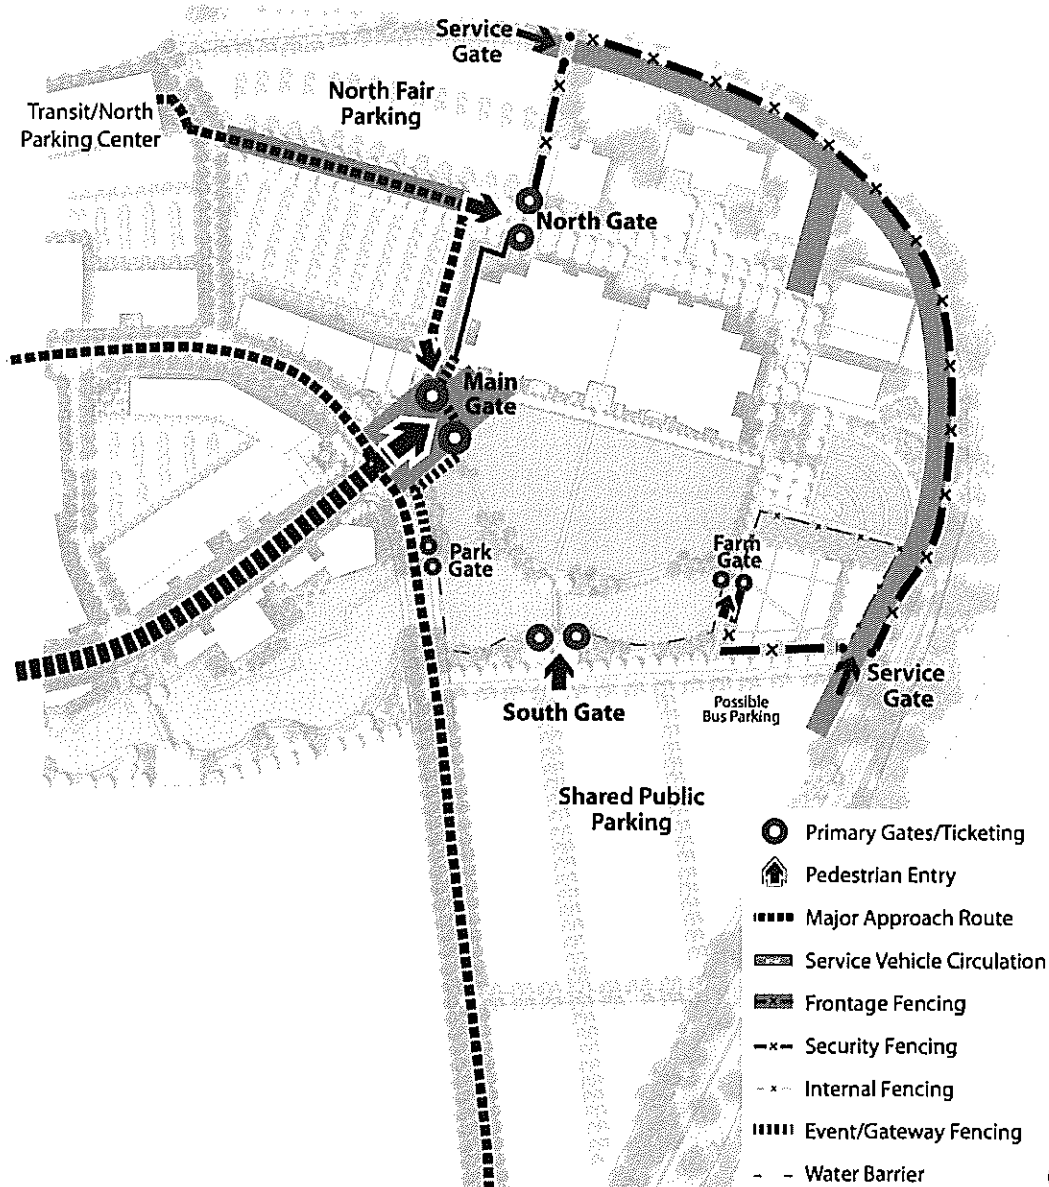 Service
Gate
North Fair
Parking
Transit/North
Parking Center
North Gate
Main
Gate
Park
Gate
Farm
Gate
South Gate
Service
Gate
Possible
Bus Parking
Shared Public
Parking
Primary Gates/Ticketing
Pedestrian Entry
Major Approach Route
Service Vehicle Circulation
Frontage Fencing
Security Fencing
Internal Fencing
Event/Gateway Fencing
Water Barrier